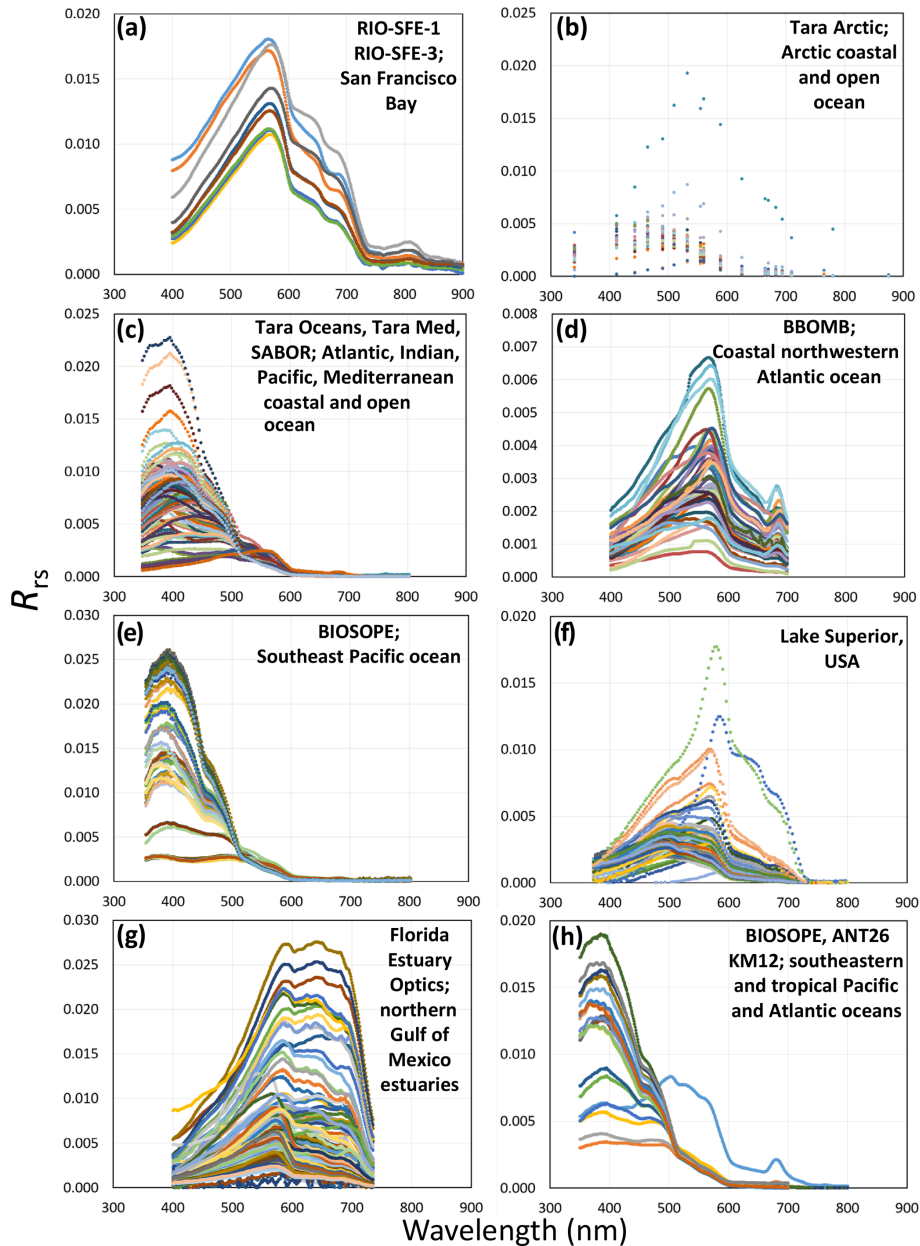 (a)
RIO-SFE-1
RIO-SFE-3;
San Francisco
Bay
0.020
0.015
0.010
0.005
0.000
300 400 500 600 700 800 900
(b)
Tara Arctic;
Arctic coastal
and open
ocean
0.025
0.020
0.015
0.010
0.005
0.000
300 400 500 600 700 800 900
(c)
Tara Oceans, Tara Med,
SABOR; Atlantic, Indian,
Pacific, Mediterranean
coastal and open
ocean
0.025
0.020
0.015
0.010
0.005
0.000
300 400 500 600 700 800 900
(d)
BBOMB;
Coastal northwestern
Atlantic ocean
0.008
0.007
0.006
0.005
0.004
0.003
0.002
0.001
0.000
300 400 500 600 700 800 900
(e)
BIOSOPE;
Southeast Pacific ocean
0.030
0.025
0.020
0.015
0.010
0.005
0.000
300 400 500 600 700 800 900
(f)
Lake Superior,
USA
0.020
0.015
0.010
0.005
0.000
300 400 500 600 700 800 900
(g)
Florida
Estuary
Optics;
northern
Gulf of
Mexico
estuaries
0.030
0.025
0.020
0.015
0.010
0.005
0.000
300 400 500 600 700 800 900
(h)
BIOSOPE, ANT26
KM12; southeastern
and tropical Pacific
and Atlantic oceans
0.020
0.015
0.010
0.005
0.000
300 400 500 600 700 800 900
Rrs
Wavelength (nm)